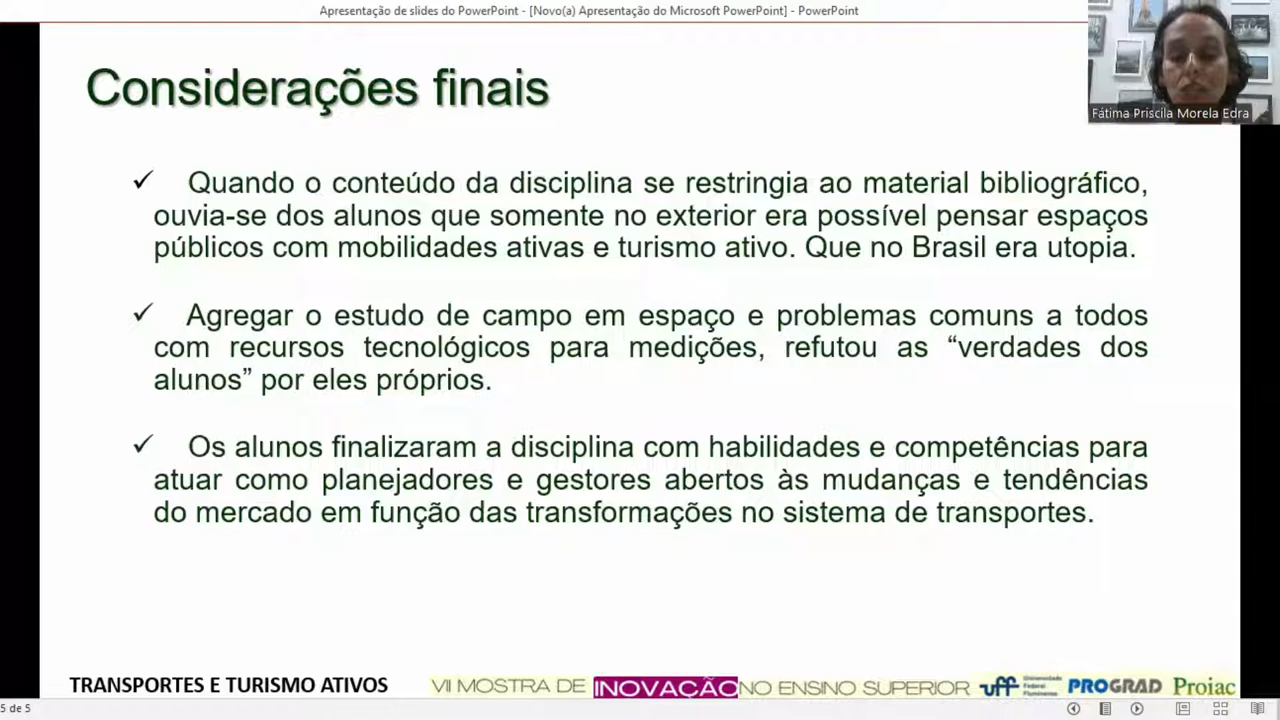 Apresentação de slides do PowerPoint - [Novo(a) Apresentação do Microsoft PowerPoint] - PowerPoint
Fátima Priscila Morela Edra
Considerações finais
✓ Quando o conteúdo da disciplina se restringia ao material bibliográfico,
ouvia-se dos alunos que somente no exterior era possível pensar espaços
públicos com mobilidades ativas e turismo ativo. Que no Brasil era utopia.
✓ Agregar o estudo de campo em espaço e problemas comuns a todos
com recursos tecnológicos para medições, refutou as “verdades dos
alunos” por eles próprios.
✓ Os alunos finalizaram a disciplina com habilidades e competências para
atuar como planejadores e gestores abertos às mudanças e tendências
do mercado em função das transformações no sistema de transportes.
TRANSPORTES E TURISMO ATIVOS
VII MOSTRA DE INOVAÇÃO NO ENSINO SUPERIOR
uff Universidade Federal Fluminense
PROGRAD Proiac
5 de 5